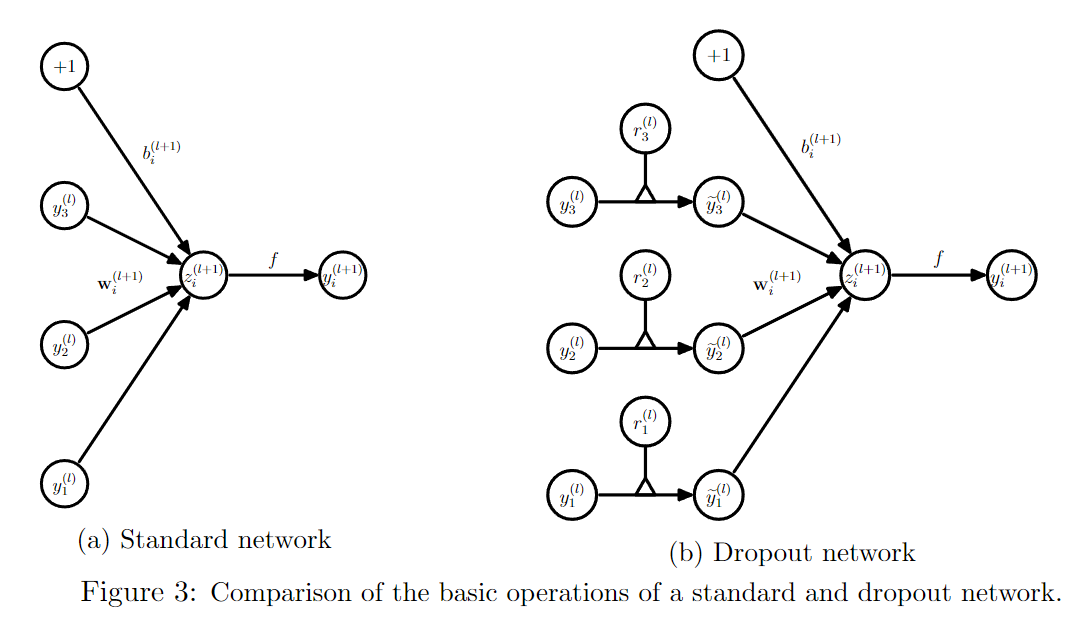 +1
b_i^{(l+1)}
y_3^{(l)}
w_i^{(l+1)}
z_i^{(l+1)}
f
y_i^{(l+1)}
y_2^{(l)}
y_1^{(l)}
(a) Standard network
+1
b_i^{(l+1)}
r_3^{(l)}
y_3^{(l)}
ỹ_3^{(l)}
r_2^{(l)}
w_i^{(l+1)}
z_i^{(l+1)}
f
y_i^{(l+1)}
y_2^{(l)}
ỹ_2^{(l)}
r_1^{(l)}
y_1^{(l)}
ỹ_1^{(l)}
(b) Dropout network
Figure 3: Comparison of the basic operations of a standard and dropout network.